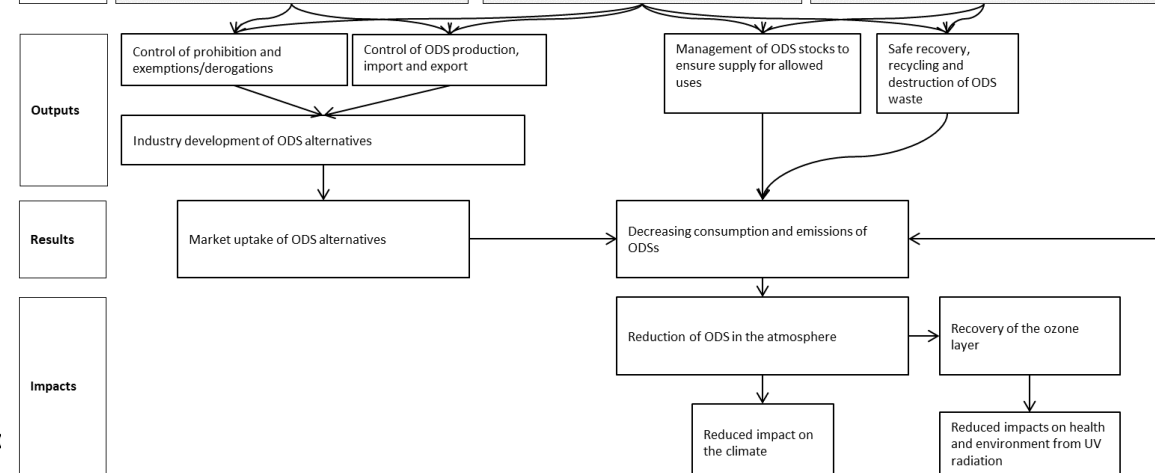 Outputs
Control of prohibition and
exemptions/derogations
Control of ODS production,
import and export
Management of ODS stocks to
ensure supply for allowed
uses
Safe recovery,
recycling and
destruction of ODS
waste
Industry development of ODS alternatives
Results
Market uptake of ODS alternatives
Decreasing consumption and emissions of
ODSs
Impacts
Reduction of ODS in the atmosphere
Recovery of the ozone
layer
Reduced impact on
the climate
Reduced impacts on health
and environment from UV
radiation